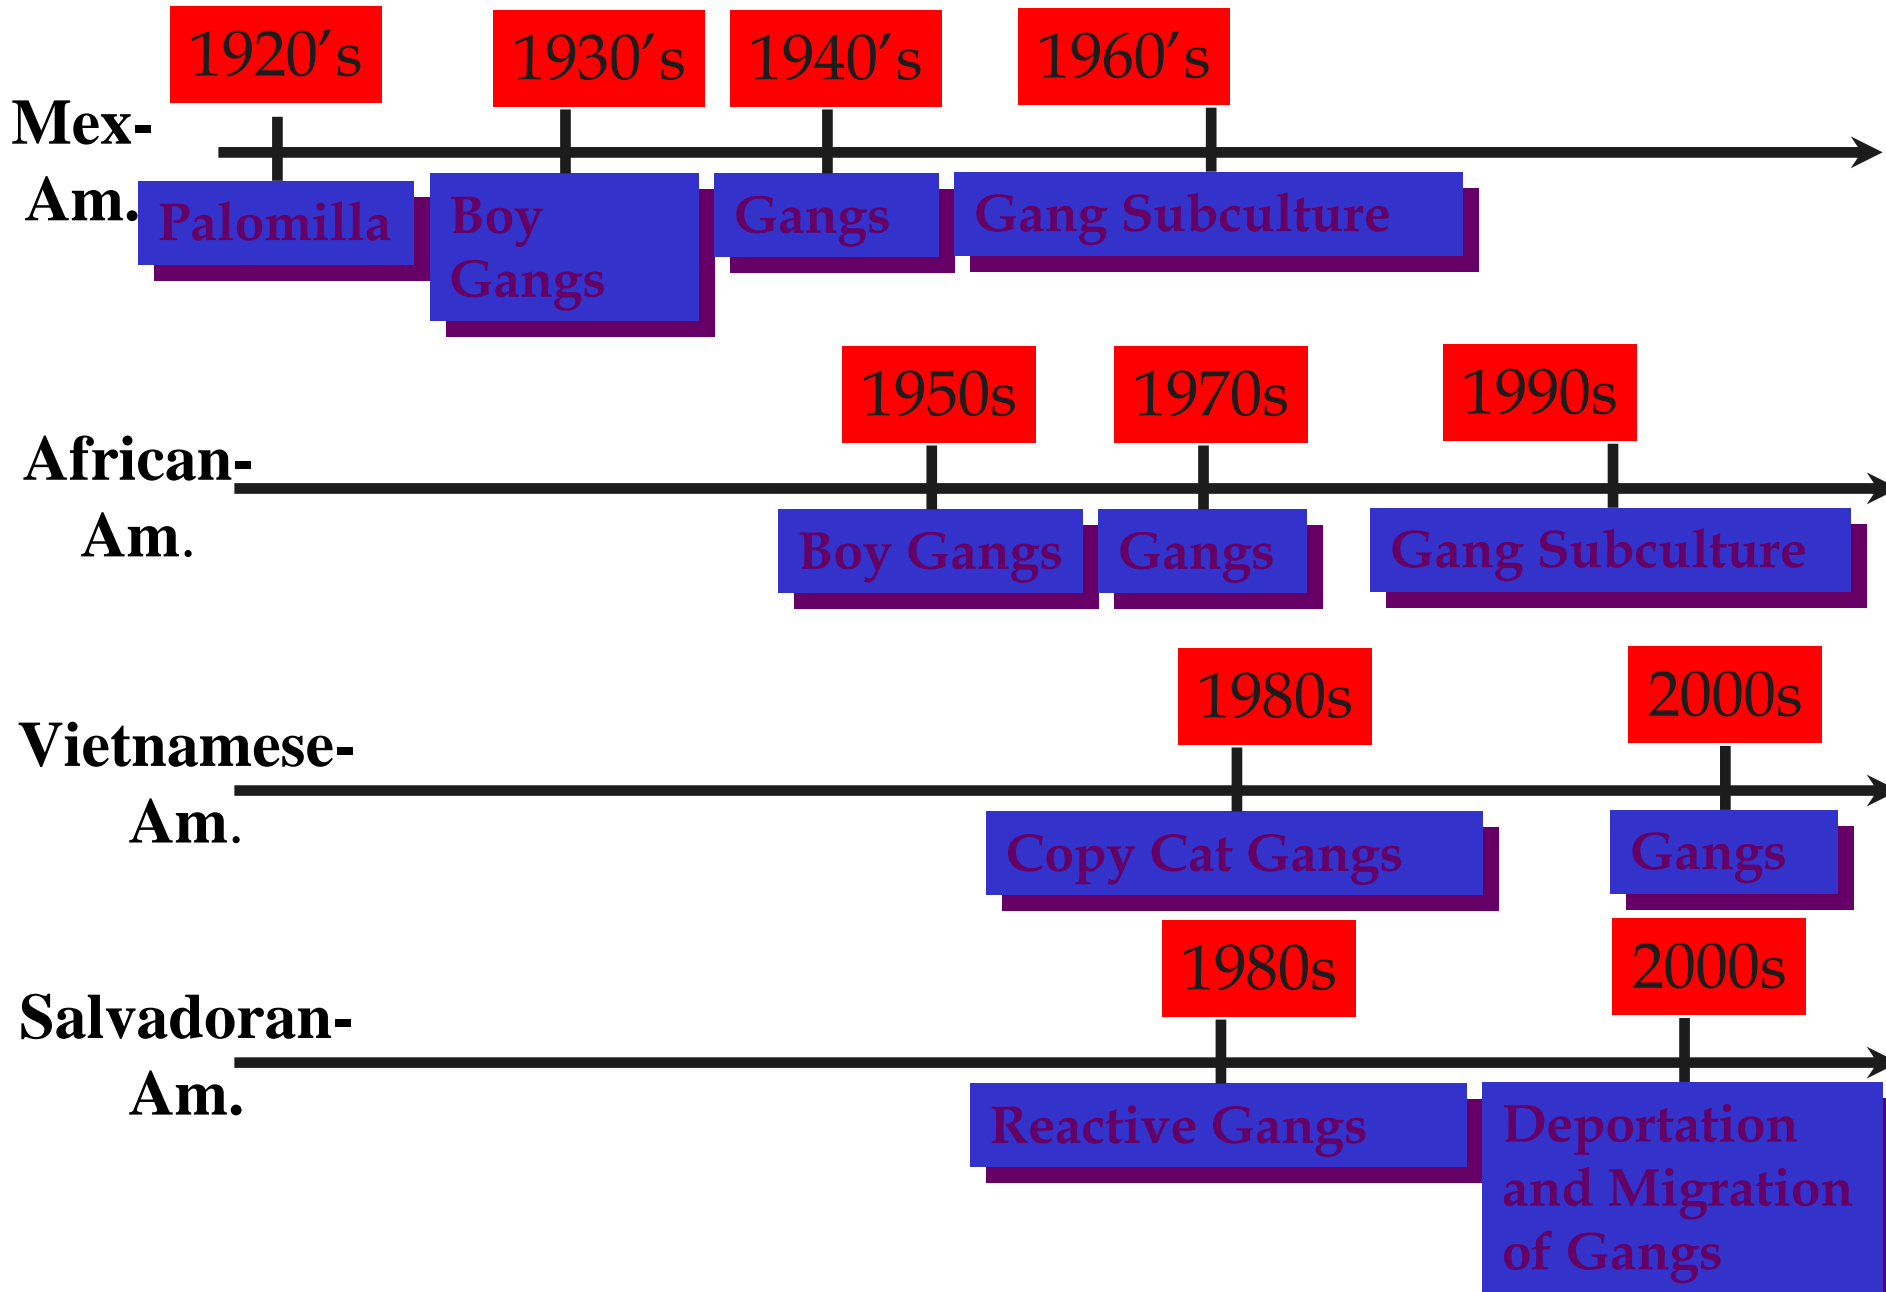 1920's
1930's
1940's
1960's
Mex-
Am.
Palomilla
Boy
Gangs
Gangs
Gang Subculture
1950s
1970s
1990s
African-
Am.
Boy Gangs
Gangs
Gang Subculture
1980s
2000s
Vietnamese-
Am.
Copy Cat Gangs
Gangs
1980s
2000s
Salvadoran-
Am.
Reactive Gangs
Deportation
and Migration
of Gangs